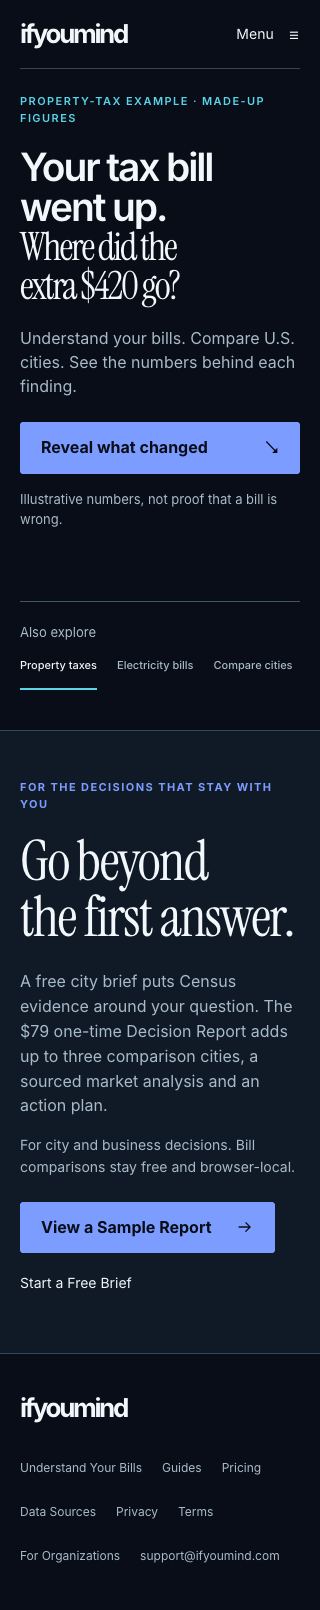 ifyoumind
Menu ≡
PROPERTY-TAX EXAMPLE · MADE-UP
FIGURES
Your tax bill
went up.
Where did the
extra $420 go?
Understand your bills. Compare U.S.
cities. See the numbers behind each
finding.
Reveal what changed ↘
Illustrative numbers, not proof that a bill is
wrong.
Also explore
Property taxes Electricity bills Compare cities
FOR THE DECISIONS THAT STAY WITH
YOU
Go beyond
the first answer.
A free city brief puts Census
evidence around your question. The
$79 one-time Decision Report adds
up to three comparison cities, a
sourced market analysis and an
action plan.
For city and business decisions. Bill
comparisons stay free and browser-local.
View a Sample Report →
Start a Free Brief
ifyoumind
Understand Your Bills Guides Pricing
Data Sources Privacy Terms
For Organizations support@ifyoumind.com